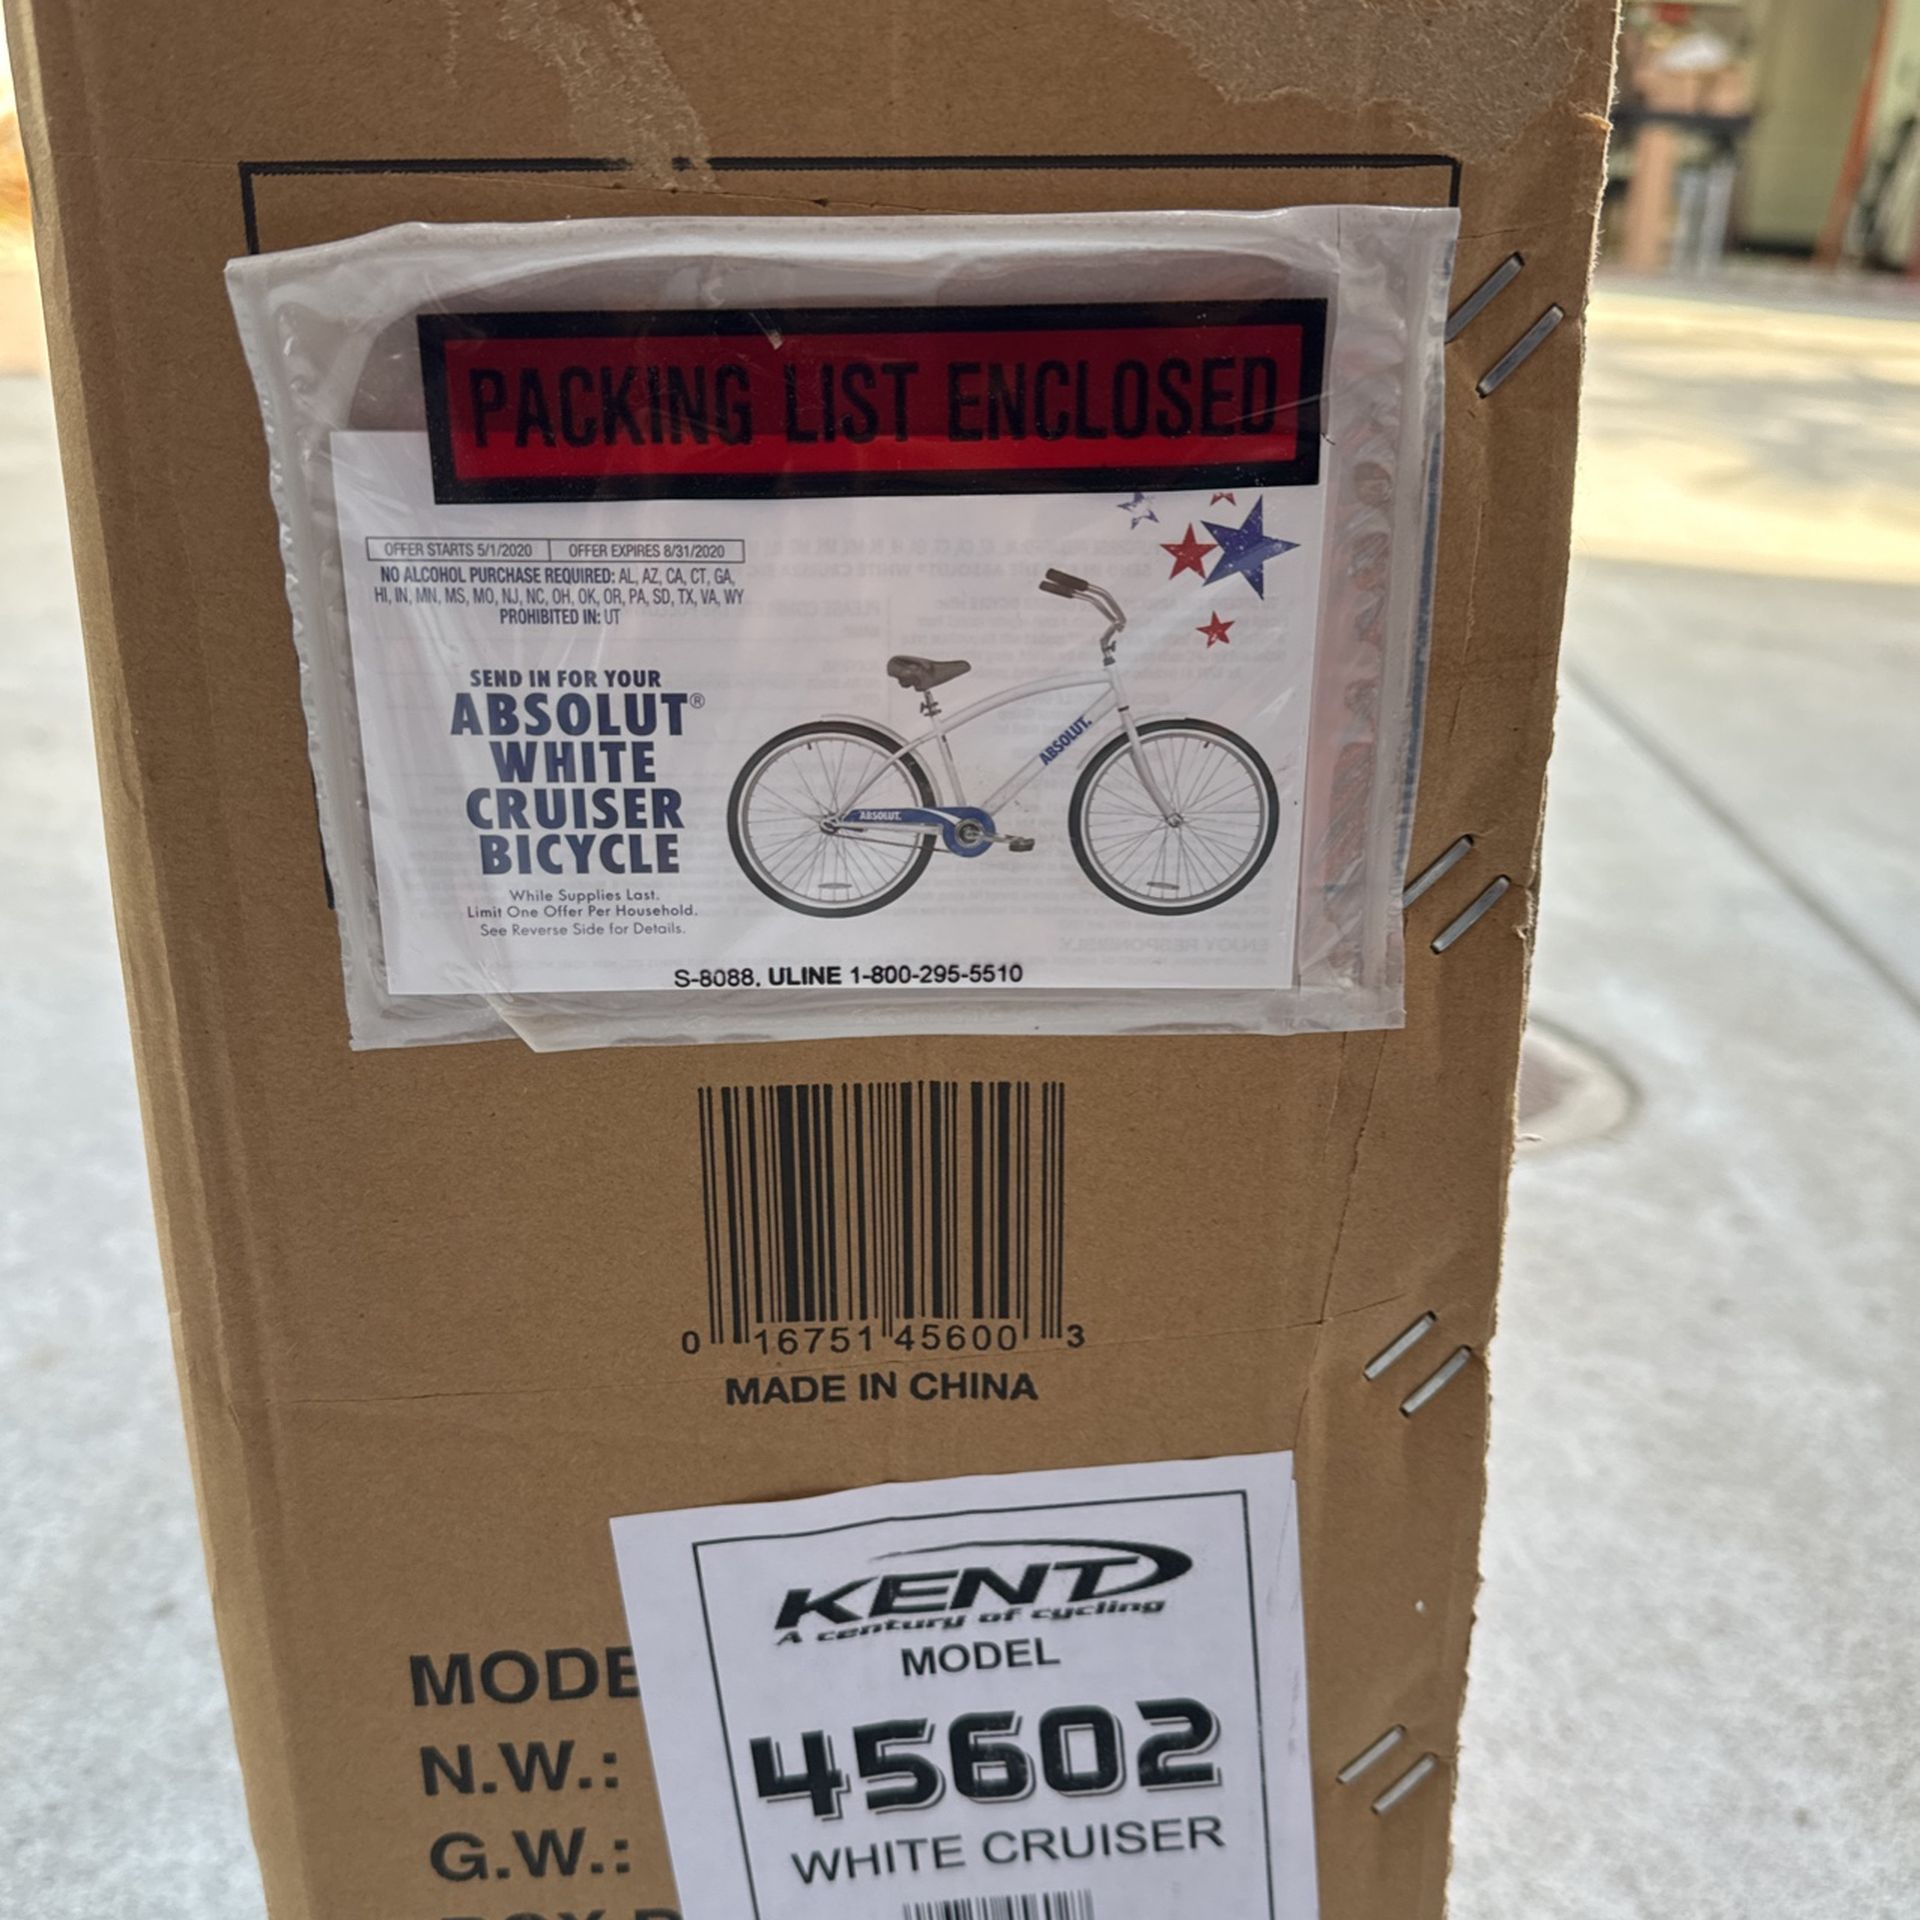 PACKING LIST ENCLOSED
OFFER STARTS 5/1/2020 OFFER EXPIRES 8/31/2020
NO ALCOHOL PURCHASE REQUIRED: AL, AZ, CA, CT, GA,
HI, IN, MN, MS, MO, NJ, NC, OH, OK, OR, PA, SD, TX, VA, WY
PROHIBITED IN: UT
SEND IN FOR YOUR
ABSOLUT®
WHITE
CRUISER
BICYCLE
While Supplies Last.
Limit One Offer Per Household.
See Reverse Side for Details.
ABSOLUT.
ABSOLUT.
S-8088. ULINE 1-800-295-5510
0 16751 45600 3
MADE IN CHINA
KENT
A century of cycling
MODEL
45602
WHITE CRUISER
MODE
N.W.:
G.W.: